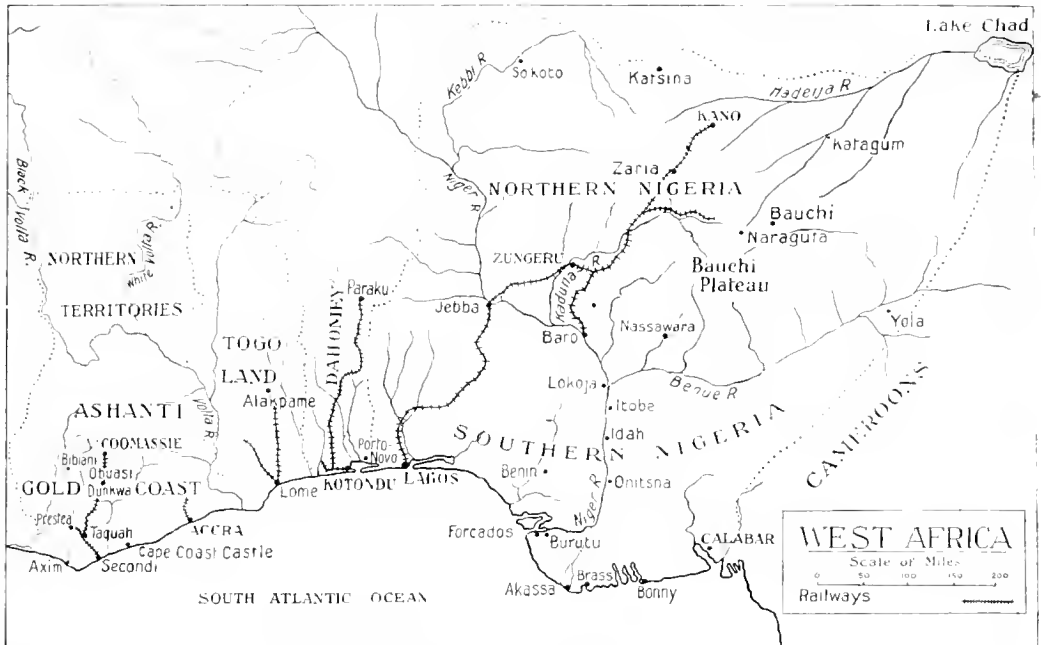 Lake Chad
Kebbi R
Sokoto
Katsina
Hadeija R
KANO
Katagum
Black Volta R.
Niger R
Zaria
NORTHERN NIGERIA
Bauchi
Naraguta
NORTHERN
TERRITORIES
White Volta R
ZUNGERU
Kaduna R
Bauchi
Plateau
Paraku
Jebba
DAHOMEY
Baro
Nassawara
Yola
TOGO
LAND
Atakpame
Lokoja
Benue R
Itobe
Idah
ASHANTI
Volta R
COOMASSIE
Bibiani
Obuasi
Dunkwa
GOLD COAST
Prestea
Taquah
ACCRA
Cape Coast Castle
Axim
Secondi
Lome
KOTONDU
Porto-
Novo
LAGOS
SOUTHERN NIGERIA
CAMEROONS
Benin
Onitsna
Niger R
Forcados
Burutu
CALABAR
Akassa
Brass
Bonny
SOUTH ATLANTIC OCEAN
WEST AFRICA
Scale of Miles
0 50 100 150 200
Railways